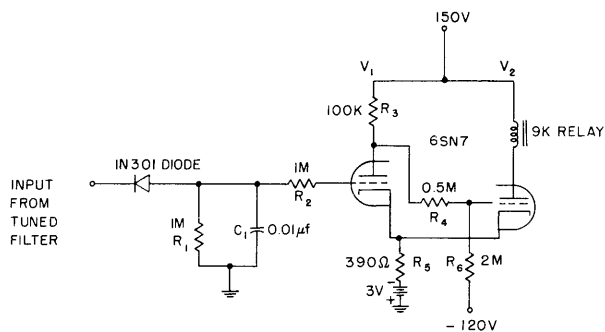 150V
V1
V2
100K R3
6SN7
9K RELAY
IN301 DIODE
1M
R2
INPUT
FROM
TUNED
FILTER
1M
R1
C1 0.01µf
0.5M
R4
390Ω R5
R6 2M
3V - +
-120V